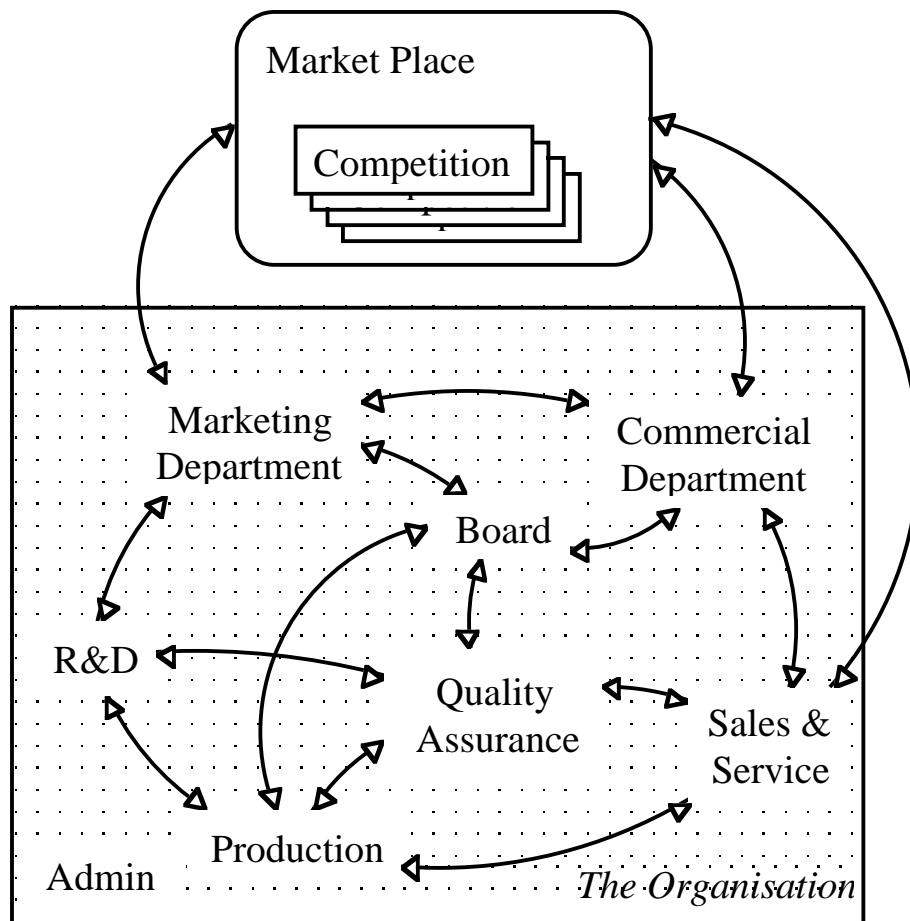 Market Place
Competition
Marketing
Department
Commercial
Department
Board
R&D
Quality
Assurance
Sales &
Service
Production
Admin
The Organisation